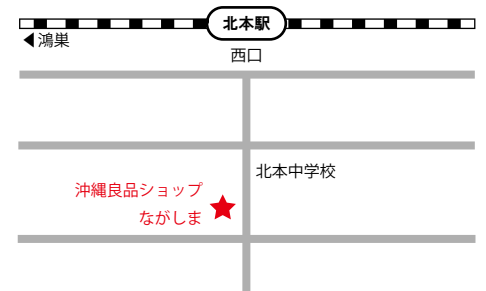 北本駅
鴻巣
西口
北本中学校
沖縄良品ショップ
ながしま